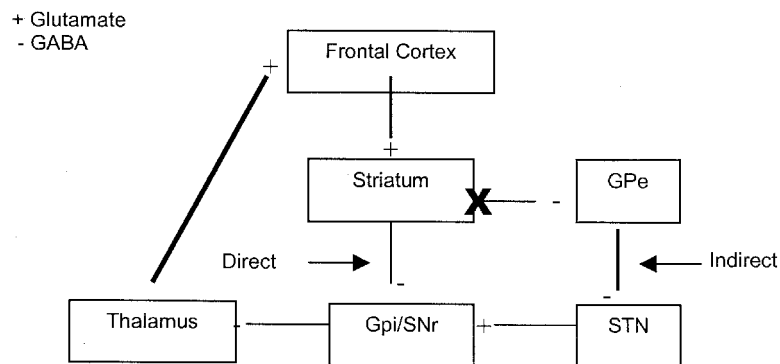 + Glutamate
- GABA
Frontal Cortex
+
+
Striatum
X
-
GPe
Direct
Indirect
-
-
Thalamus
-
Gpi/SNr
+
STN